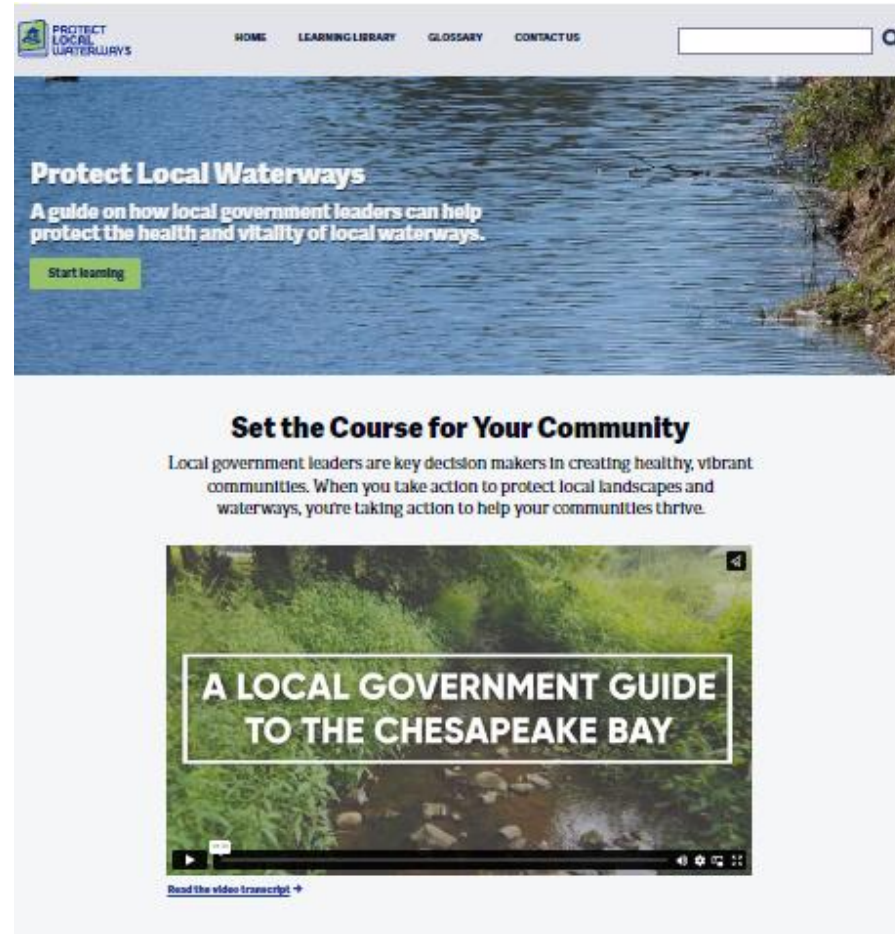 PROTECT
LOCAL
WATERWAYS
HOME LEARNING LIBRARY GLOSSARY CONTACT US
Protect Local Waterways
A guide on how local government leaders can help
protect the health and vitality of local waterways.
Start learning
Set the Course for Your Community
Local government leaders are key decision makers in creating healthy, vibrant
communities. When you take action to protect local landscapes and
waterways, you're taking action to help your communities thrive.
A LOCAL GOVERNMENT GUIDE
TO THE CHESAPEAKE BAY
Read the video transcript →